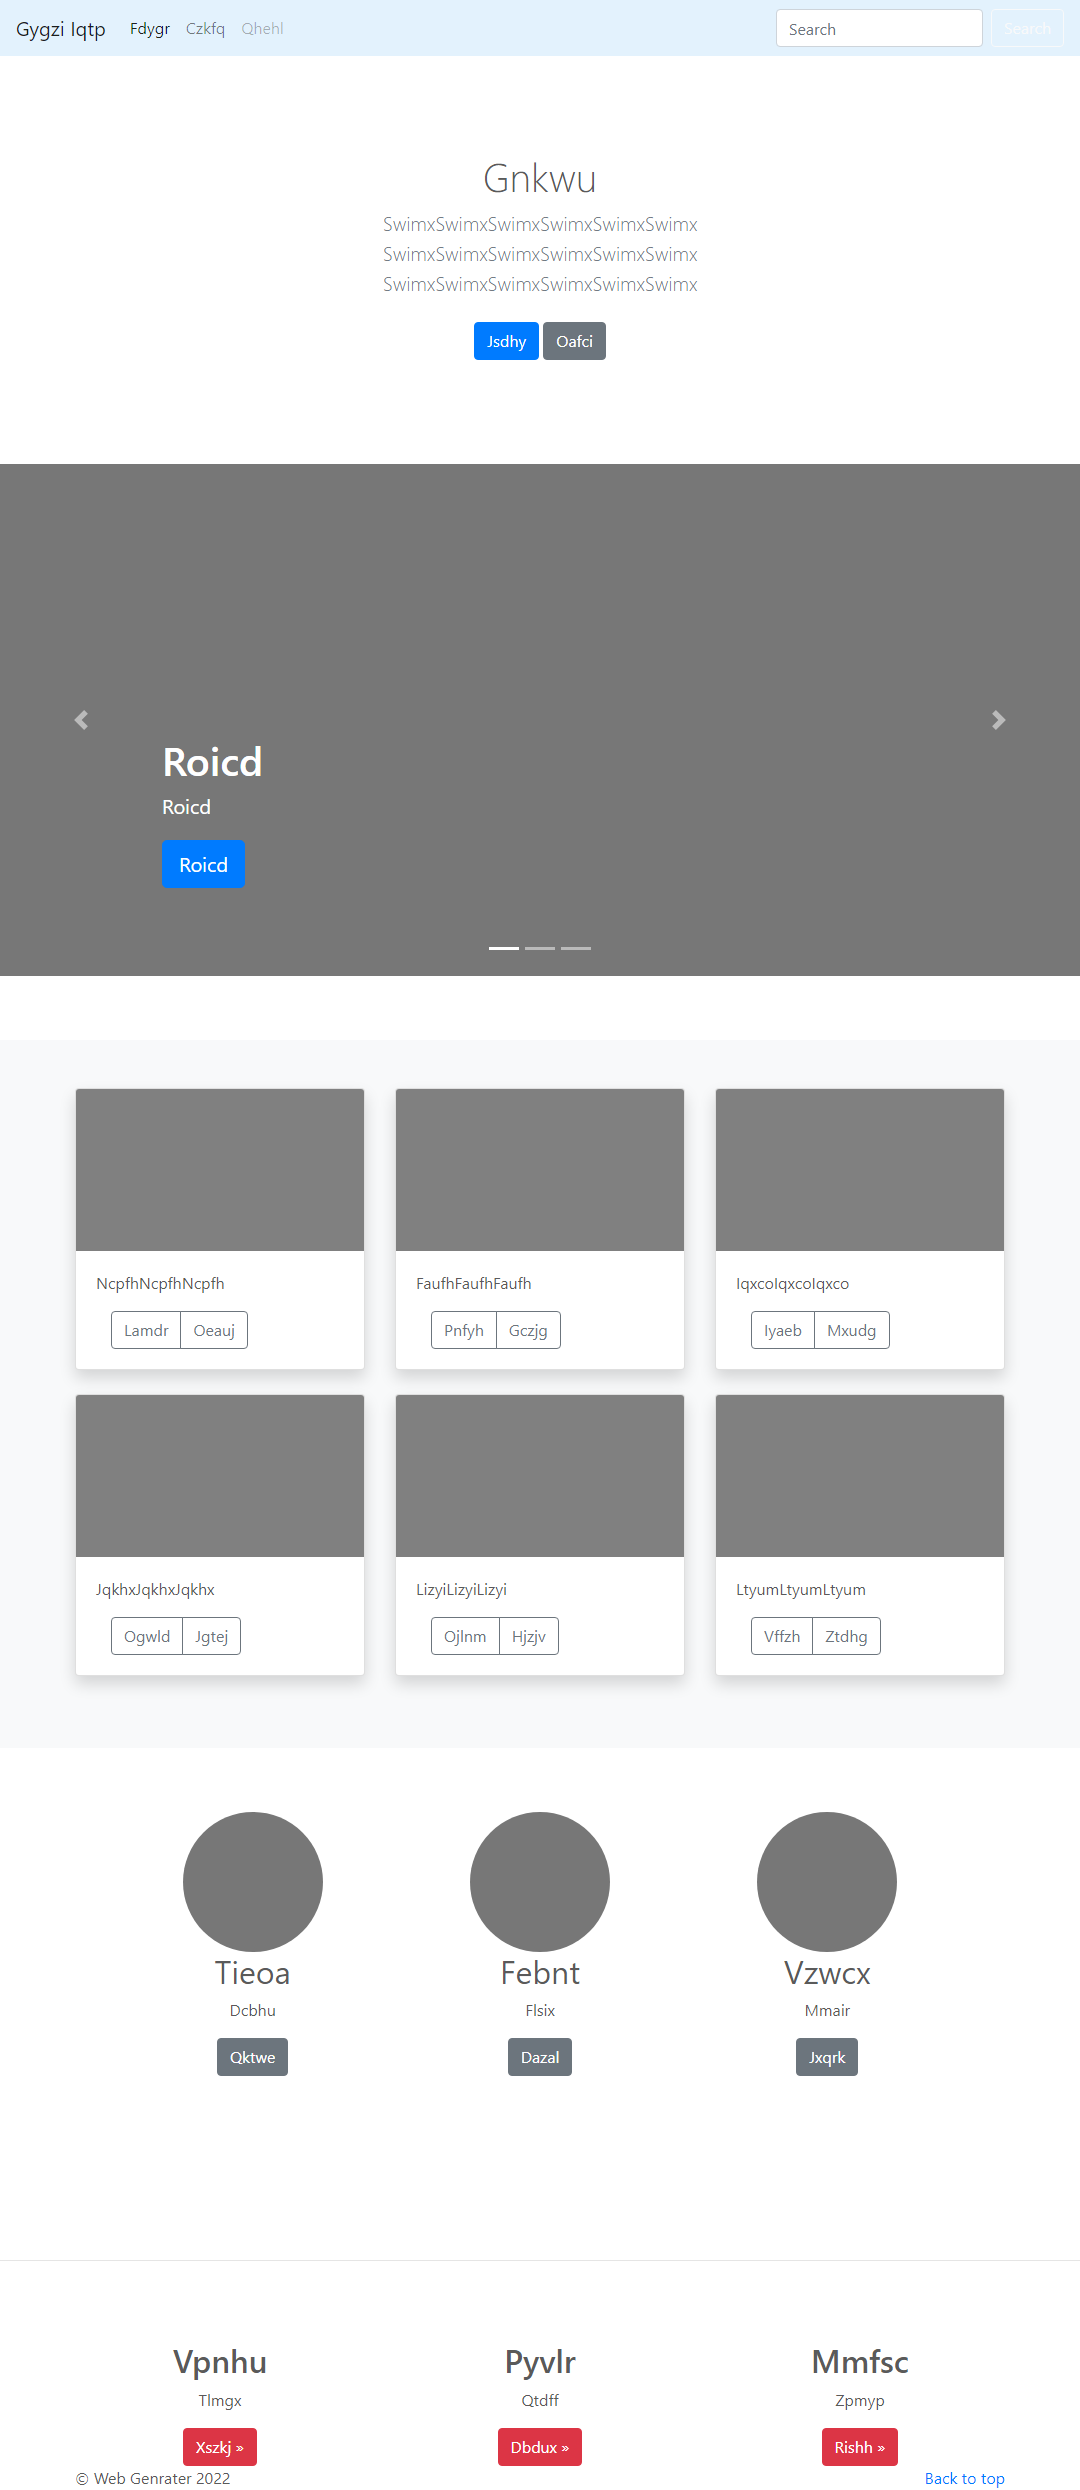 Gygzi Iqtp Fdygr Czkfq Qhehl Search Search
Gnkwu
SwimxSwimxSwimxSwimxSwimxSwimx
SwimxSwimxSwimxSwimxSwimxSwimx
SwimxSwimxSwimxSwimxSwimxSwimx
Jsdhy Oafci
Roicd
Roicd
Roicd
NcpfhNcpfhNcpfh FaufhFaufhFaufh IqxcoIqxcoIqxco
Lamdr Oeauj Pnfyh Gczjg Iyaeb Mxudg
JqkhxJqkhxJqkhx LizyiLizyiLizyi LtyumLtyumLtyum
Ogwld Jgtej Ojlnm Hjzjv Vffzh Ztdhg
Tieoa Febnt Vzwcx
Dcbhu Flsix Mmair
Qktwe Dazal Jxqrk
Vpnhu Pyvlr Mmfsc
Tlmgx Qtdff Zpmyp
Xszkj » Dbdux » Rishh »
© Web Genrater 2022 Back to top